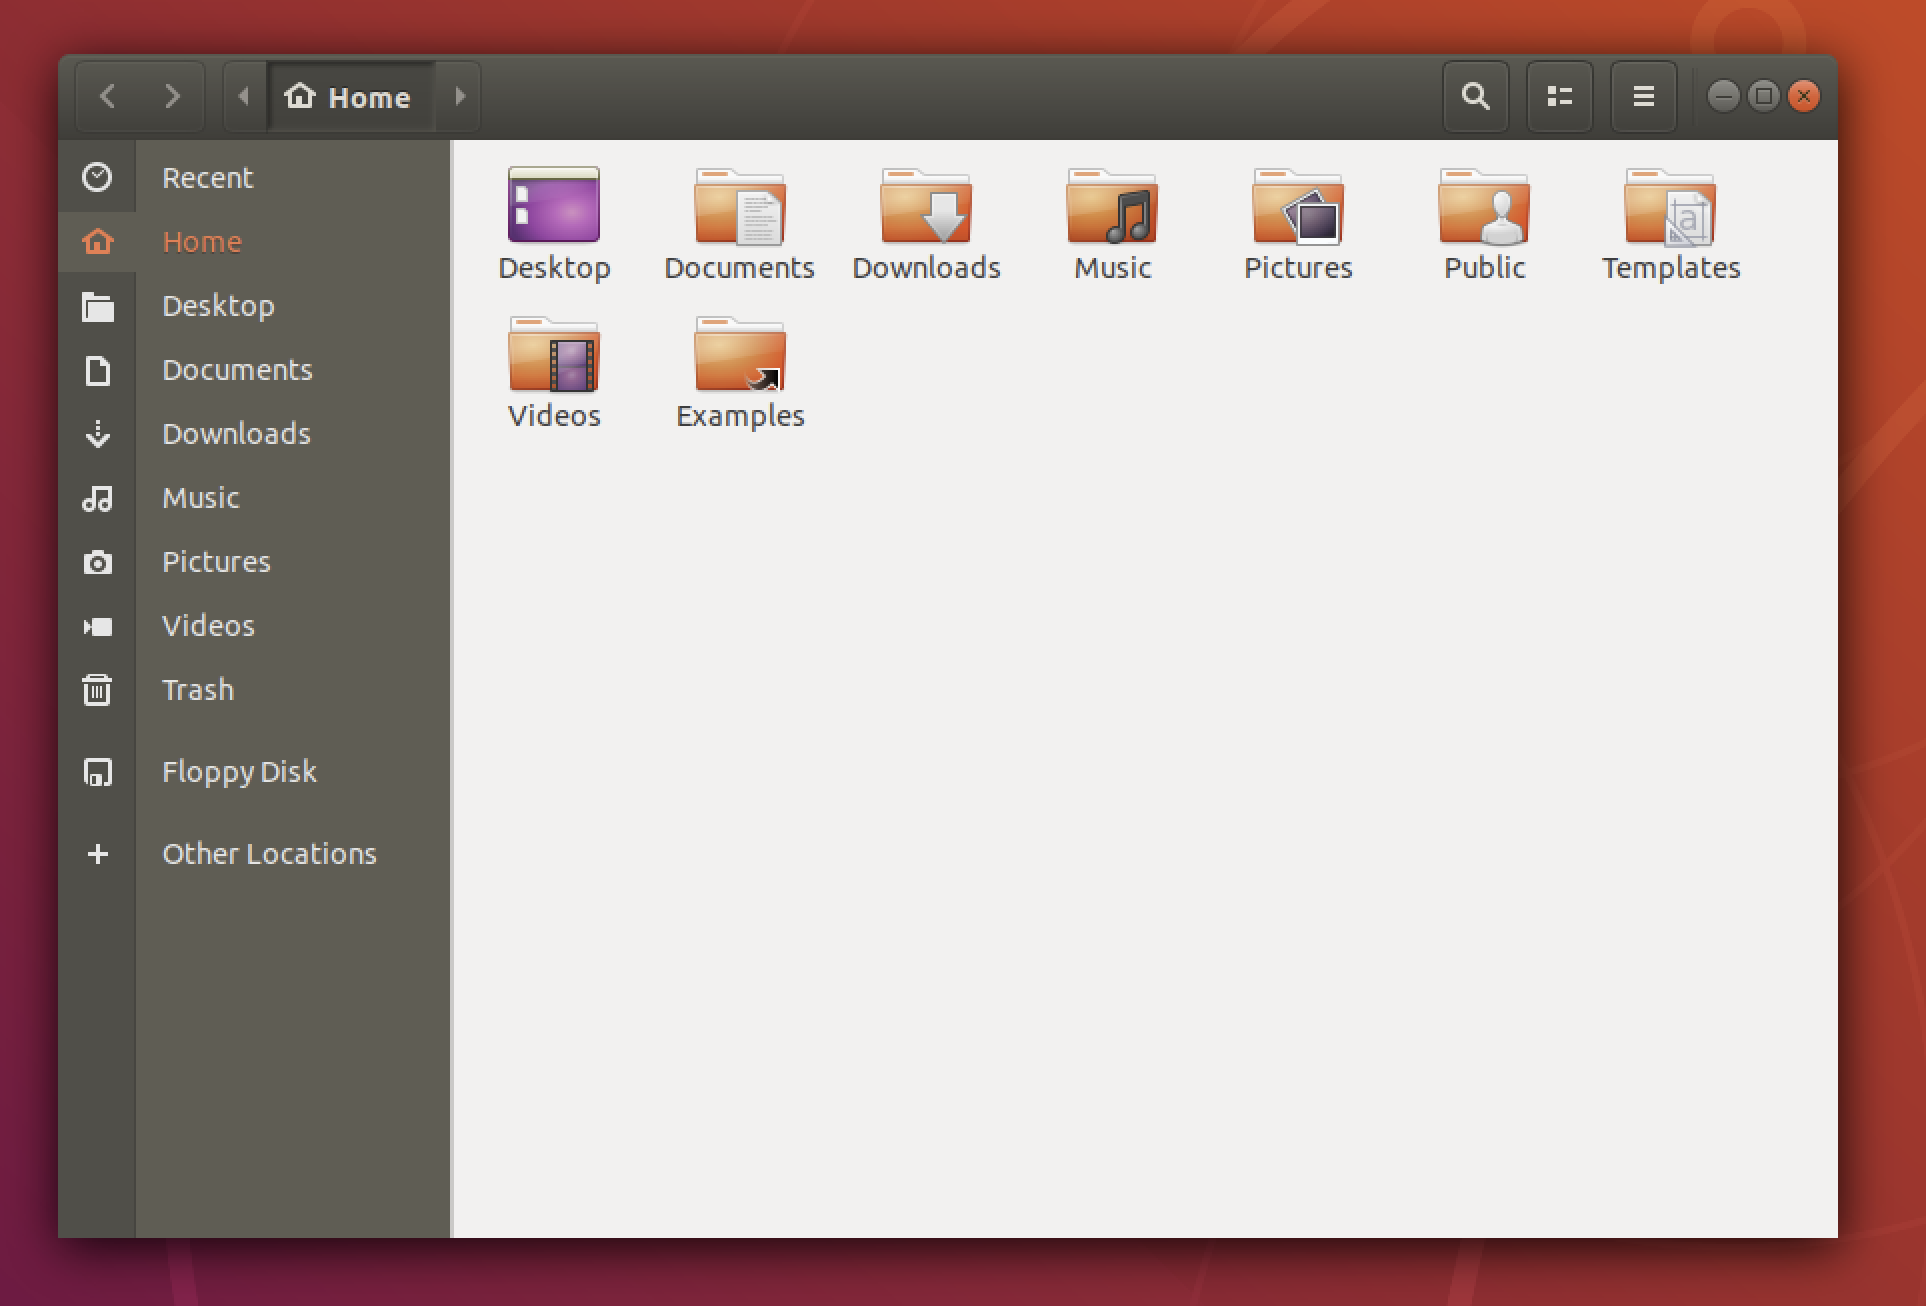 Home
Recent
Home
Desktop
Documents
Downloads
Music
Pictures
Videos
Trash
Floppy Disk
Other Locations
Desktop Documents Downloads Music Pictures Public Templates
Videos Examples